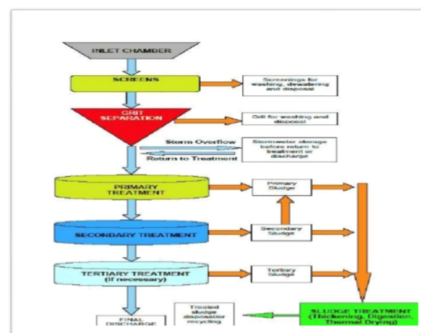 INLET CHAMBER
SCREENS
Screenings for
washing, dewatering
and disposal
GRIT
SEPARATION
Grit for washing and
disposal
Storm Overflow
Return to Treatment
Stormwater storage
before return to
treatment or
discharge
PRIMARY
TREATMENT
Primary
Sludge
SECONDARY TREATMENT
Secondary
Sludge
TERTIARY TREATMENT
(If necessary)
Tertiary
Sludge
FINAL
DISCHARGE
Treated
sludge
disposal/or
recycling
SLUDGE TREATMENT
(Thickening, Digestion,
Thermal Drying)